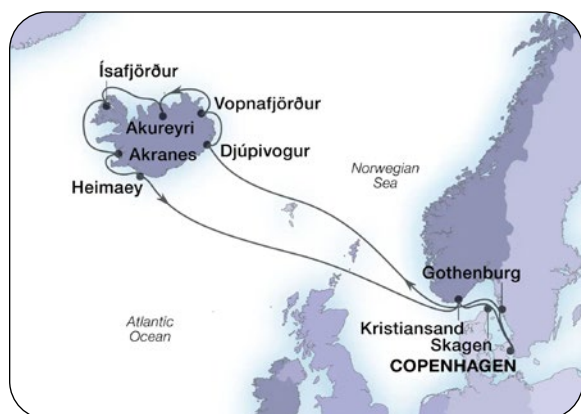 Ísafjörður
Vopnafjörður
Akureyri
Akranes
Djúpivogur
Heimaey
Norwegian
Sea
Gothenburg
Atlantic
Ocean
Kristiansand
Skagen
COPENHAGEN